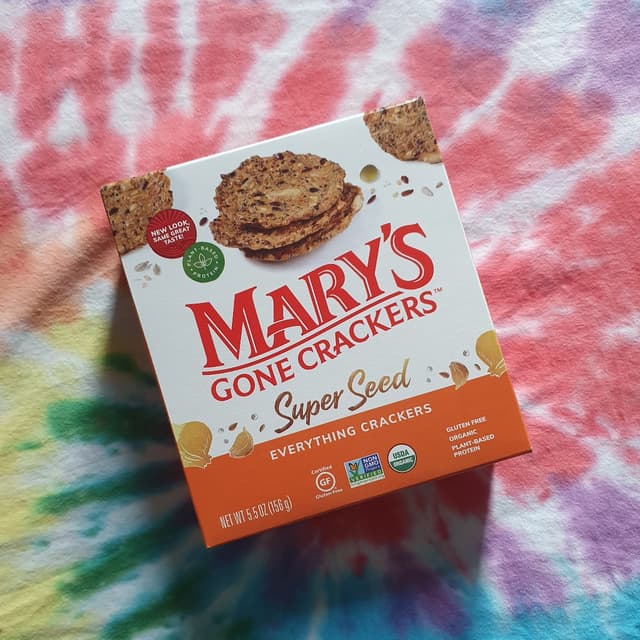 NEW LOOK,
SAME GREAT
TASTE!
PLANT-BASED
PROTEIN
MARY'S
GONE CRACKERS™
Super Seed
EVERYTHING CRACKERS
GLUTEN FREE
ORGANIC
PLANT-BASED
PROTEIN
Certified
GF
Gluten-Free
NON
GMO
VERIFIED
USDA
ORGANIC
NET WT 5.5 OZ (156 g)